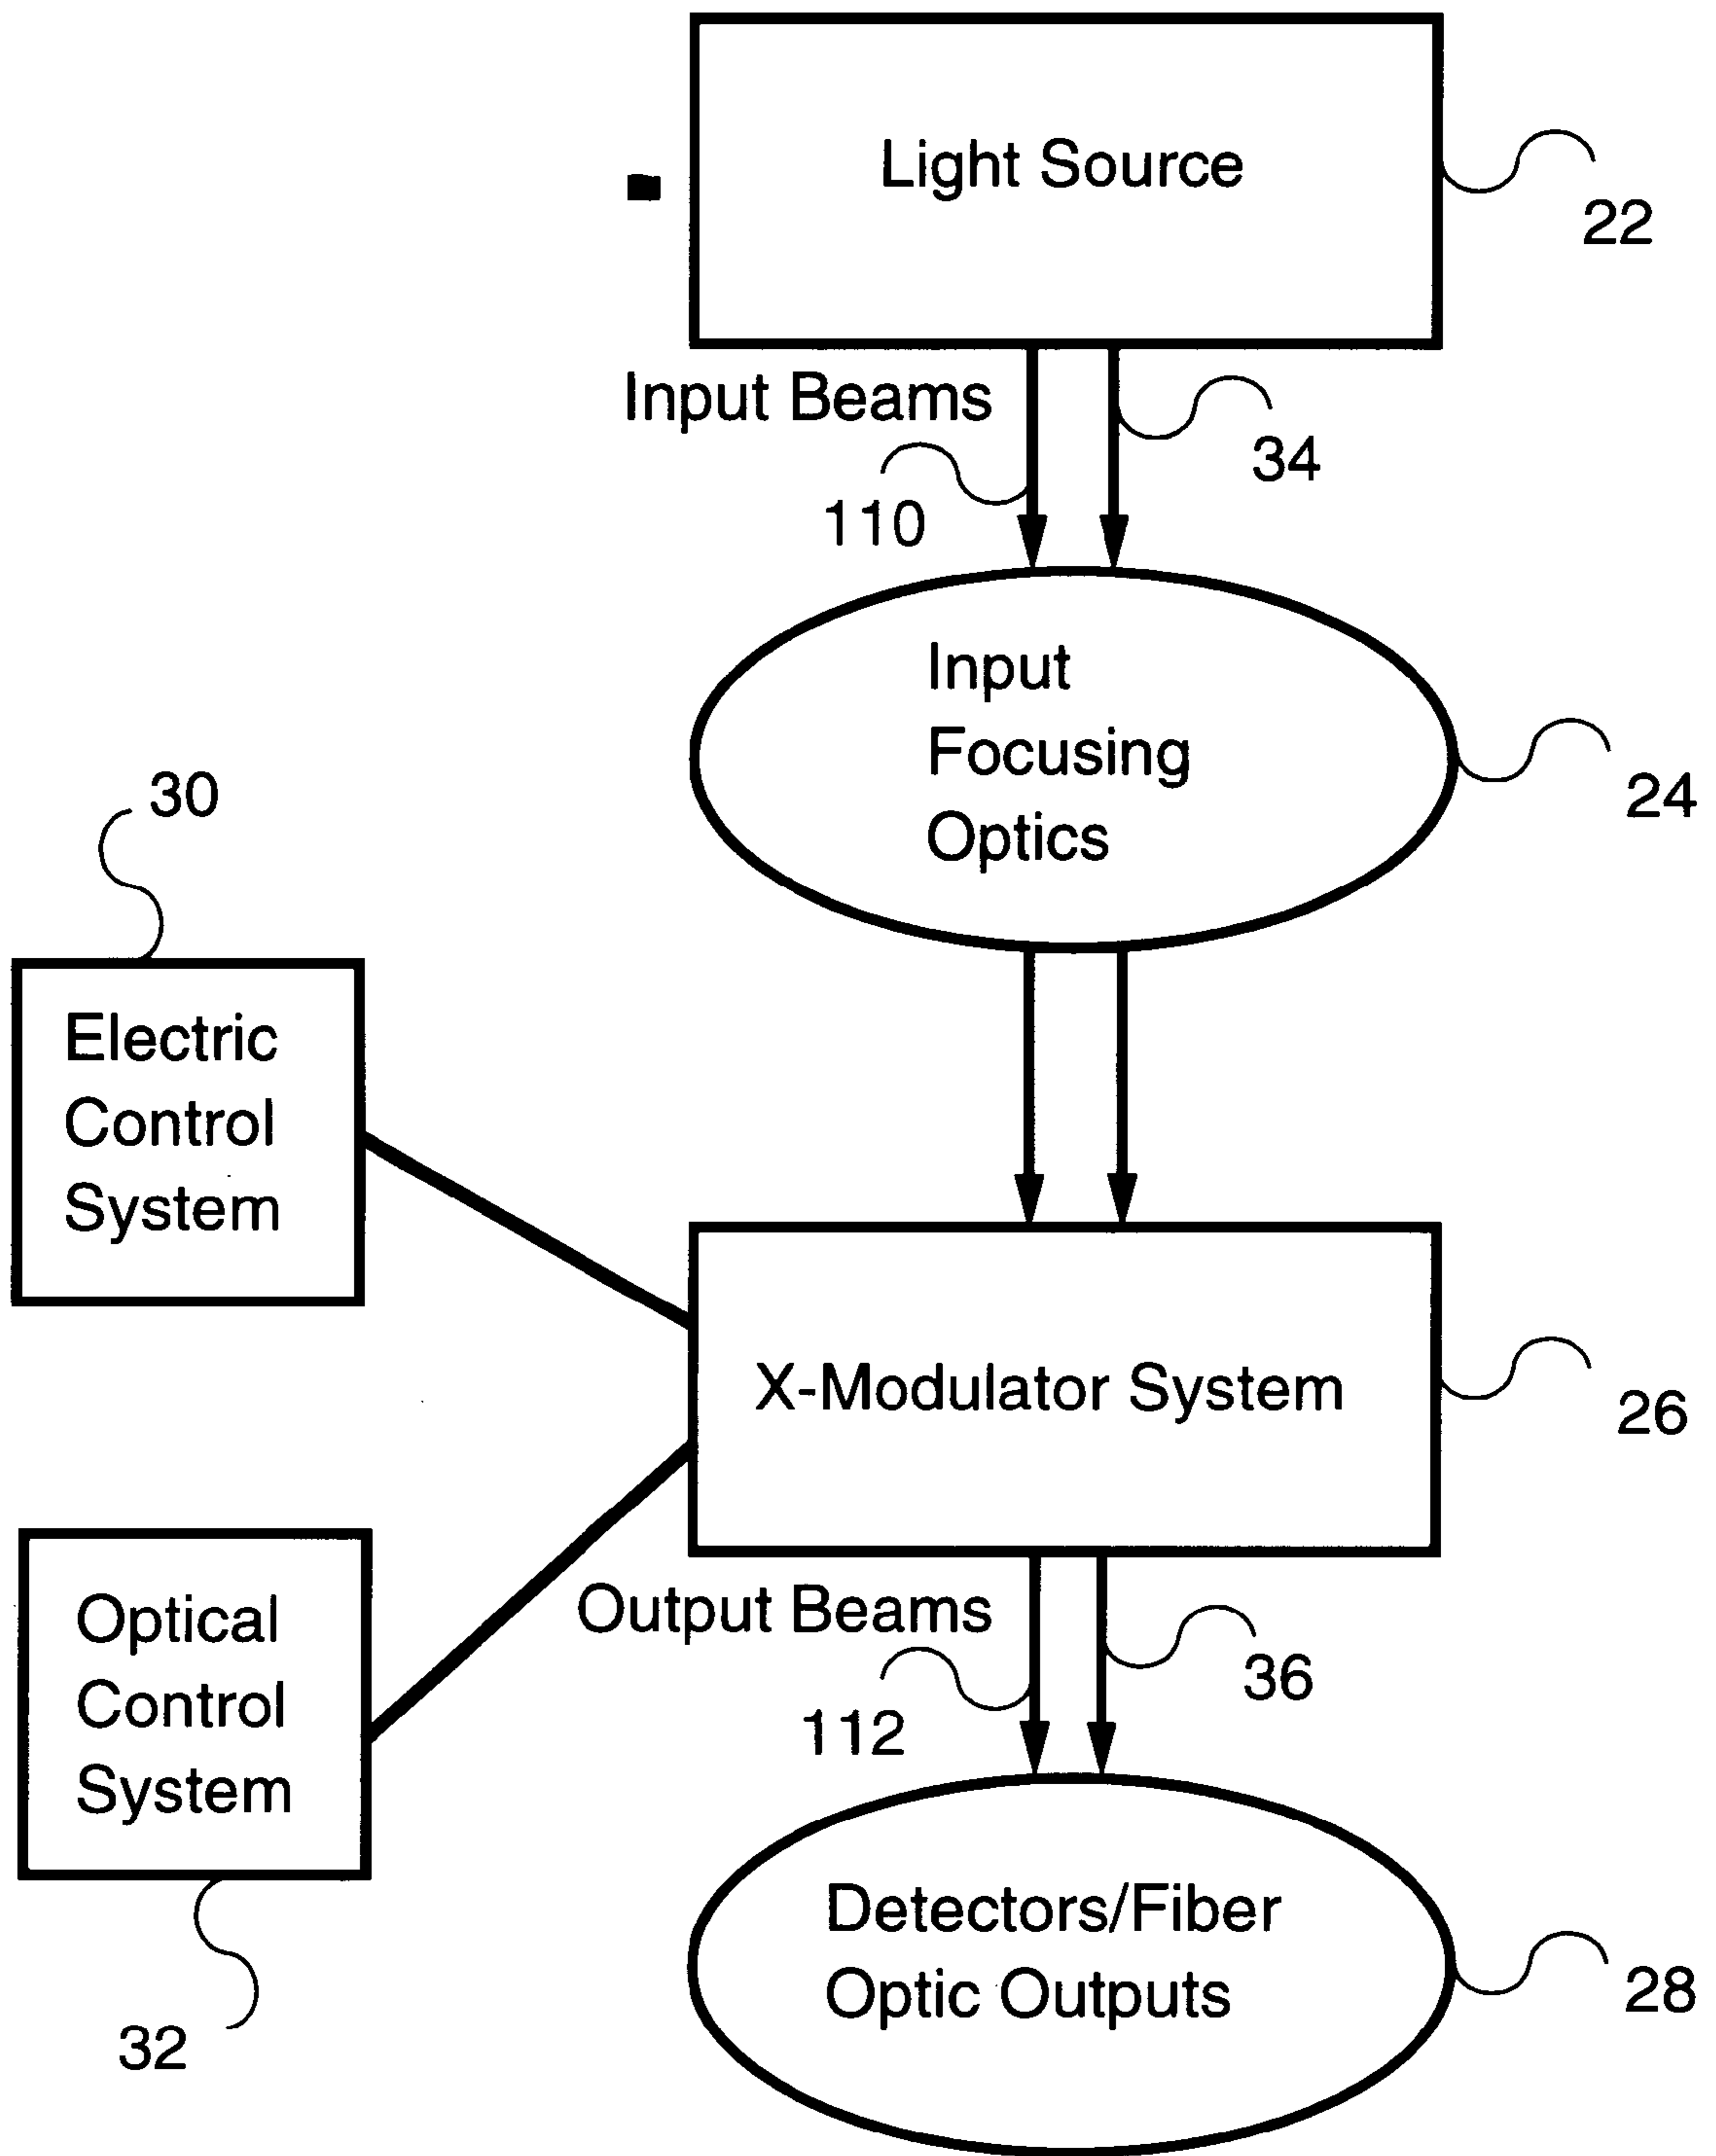 Light Source
22
Input Beams
34
110
Input
Focusing
Optics
24
30
Electric
Control
System
X-Modulator System
26
Optical
Control
System
32
Output Beams
36
112
Detectors/Fiber
Optic Outputs
28